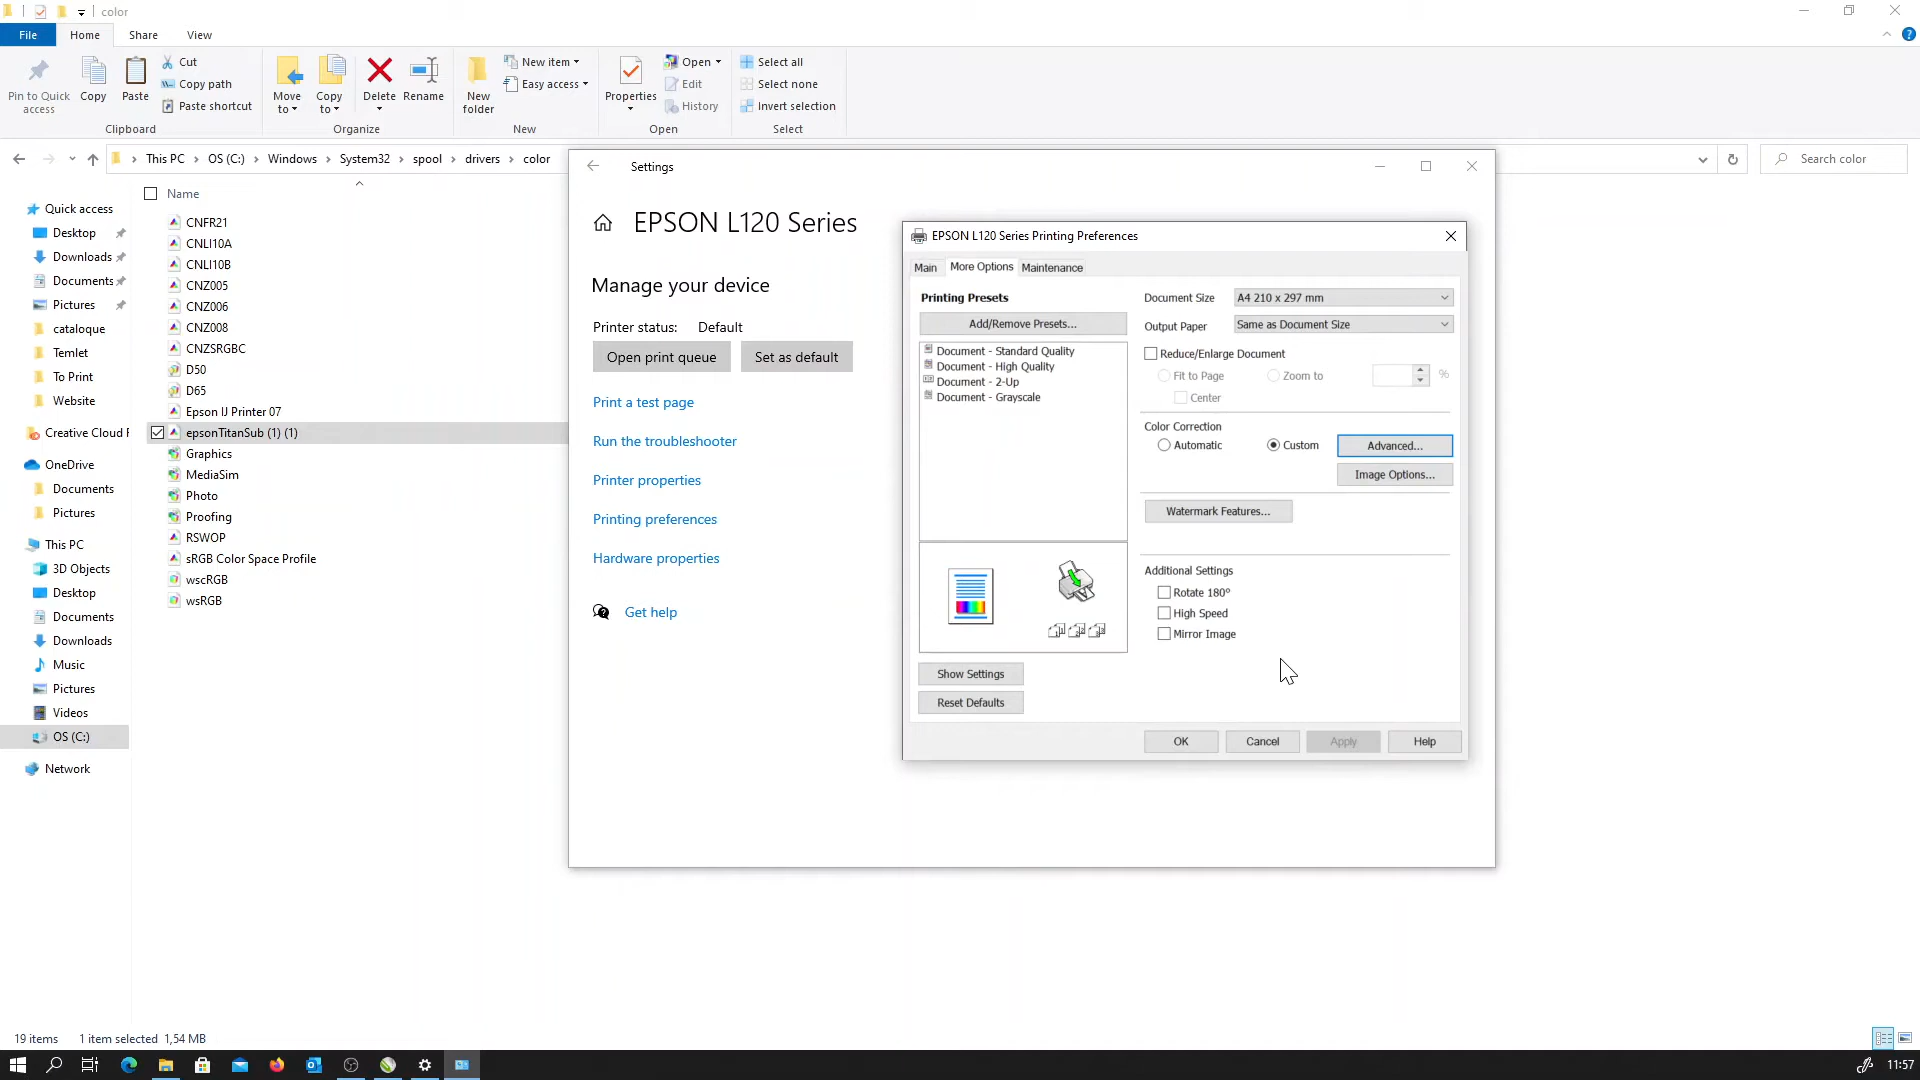 color
File
Home
Share
View
Pin to Quick access
Copy
Paste
Cut
Copy path
Paste shortcut
Clipboard
Move to
Copy to
Delete
Rename
Organize
New folder
New item
Easy access
New
Properties
Open
Edit
History
Open
Select all
Select none
Invert selection
Select
This PC
OS (C:)
Windows
System32
spool
drivers
color
Search color
Quick access
Desktop
Downloads
Documents
Pictures
cataloque
Temlet
To Print
Website
Creative Cloud F
OneDrive
Documents
Pictures
This PC
3D Objects
Desktop
Documents
Downloads
Music
Pictures
Videos
OS (C:)
Network
Name
CNFR21
CNLI10A
CNLI10B
CNZ005
CNZ006
CNZ008
CNZSRGBC
D50
D65
Epson IJ Printer 07
epsonTitanSub (1) (1)
Graphics
MediaSim
Photo
Proofing
RSWOP
sRGB Color Space Profile
wscRGB
wsRGB
Settings
EPSON L120 Series
Manage your device
Printer status: Default
Open print queue
Set as default
Print a test page
Run the troubleshooter
Printer properties
Printing preferences
Hardware properties
Get help
EPSON L120 Series Printing Preferences
Main
More Options
Maintenance
Printing Presets
Add/Remove Presets...
Document - Standard Quality
Document - High Quality
Document - 2-Up
Document - Grayscale
Show Settings
Reset Defaults
Document Size
A4 210 x 297 mm
Output Paper
Same as Document Size
Reduce/Enlarge Document
Fit to Page
Zoom to
%
Center
Color Correction
Automatic
Custom
Advanced...
Image Options...
Watermark Features...
Additional Settings
Rotate 180°
High Speed
Mirror Image
OK
Cancel
Apply
Help
19 items
1 item selected 1,54 MB
11:57